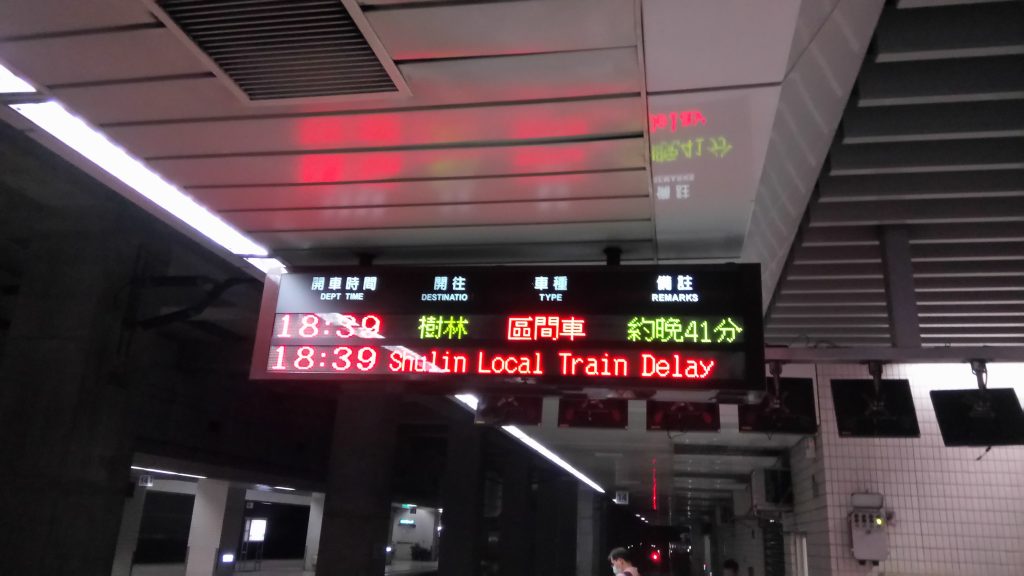 開車時間 開往 車種 備註
DEPT TIME DESTINATIO TYPE REMARKS
18:39 樹林 區間車 約晚41分
18:39 Shulin Local Train Delay